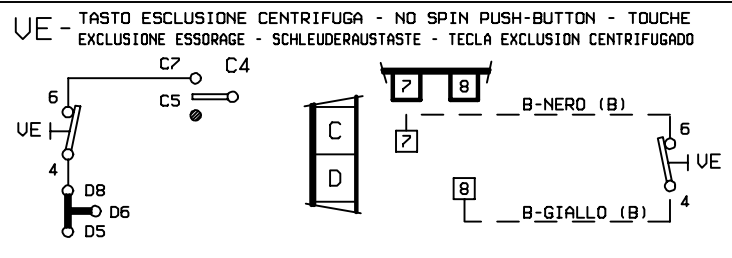 VE - TASTO ESCLUSIONE CENTRIFUGA - NO SPIN PUSH-BUTTON - TOUCHE
EXCLUSIONE ESSORAGE - SCHLEUDERAUSTASTE - TECLA EXCLUSION CENTRIFUGADO
C7 C4
C5
6
VE
4
D8
D6
D5
C
D
7 8
B-NERO (B)
7
6
VE
8
4
B-GIALLO (B)